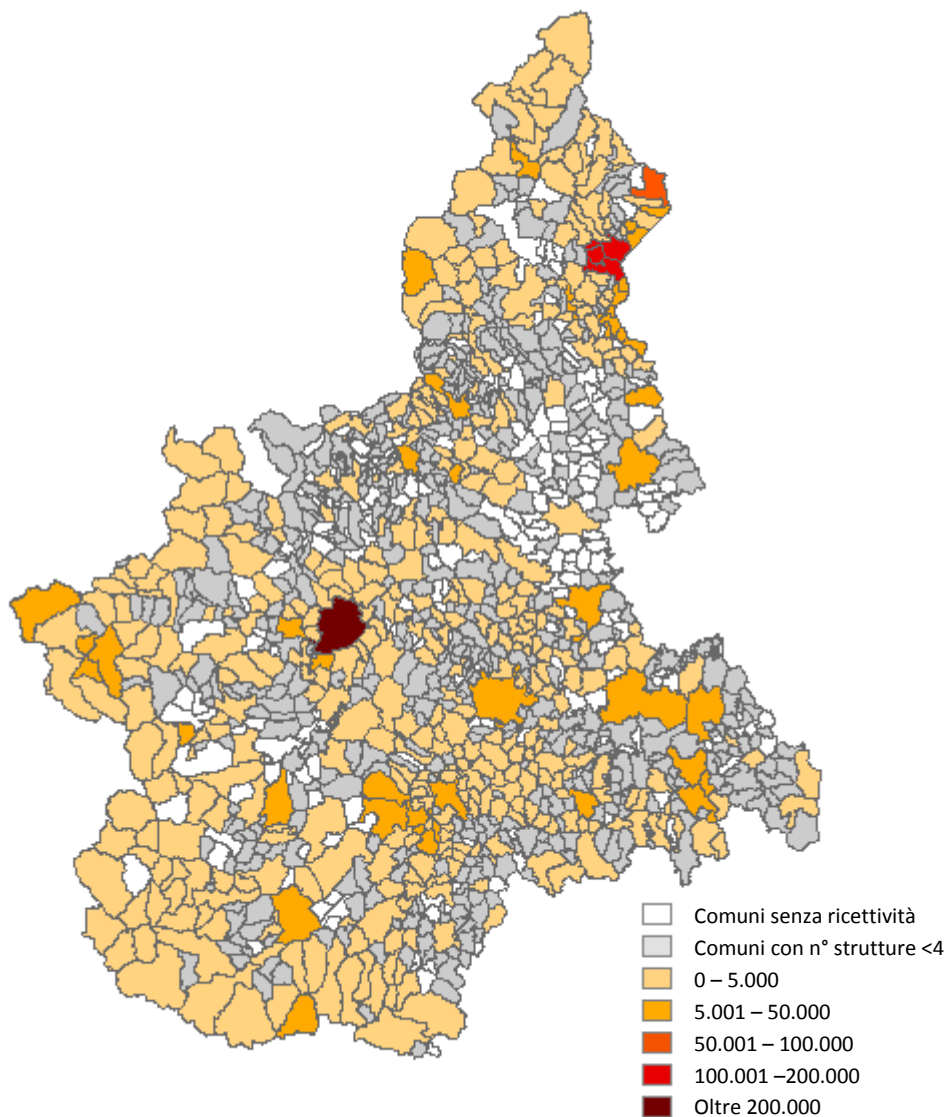 Comuni senza ricettività
Comuni con n° strutture <4
0 – 5.000
5.001 – 50.000
50.001 – 100.000
100.001 –200.000
Oltre 200.000